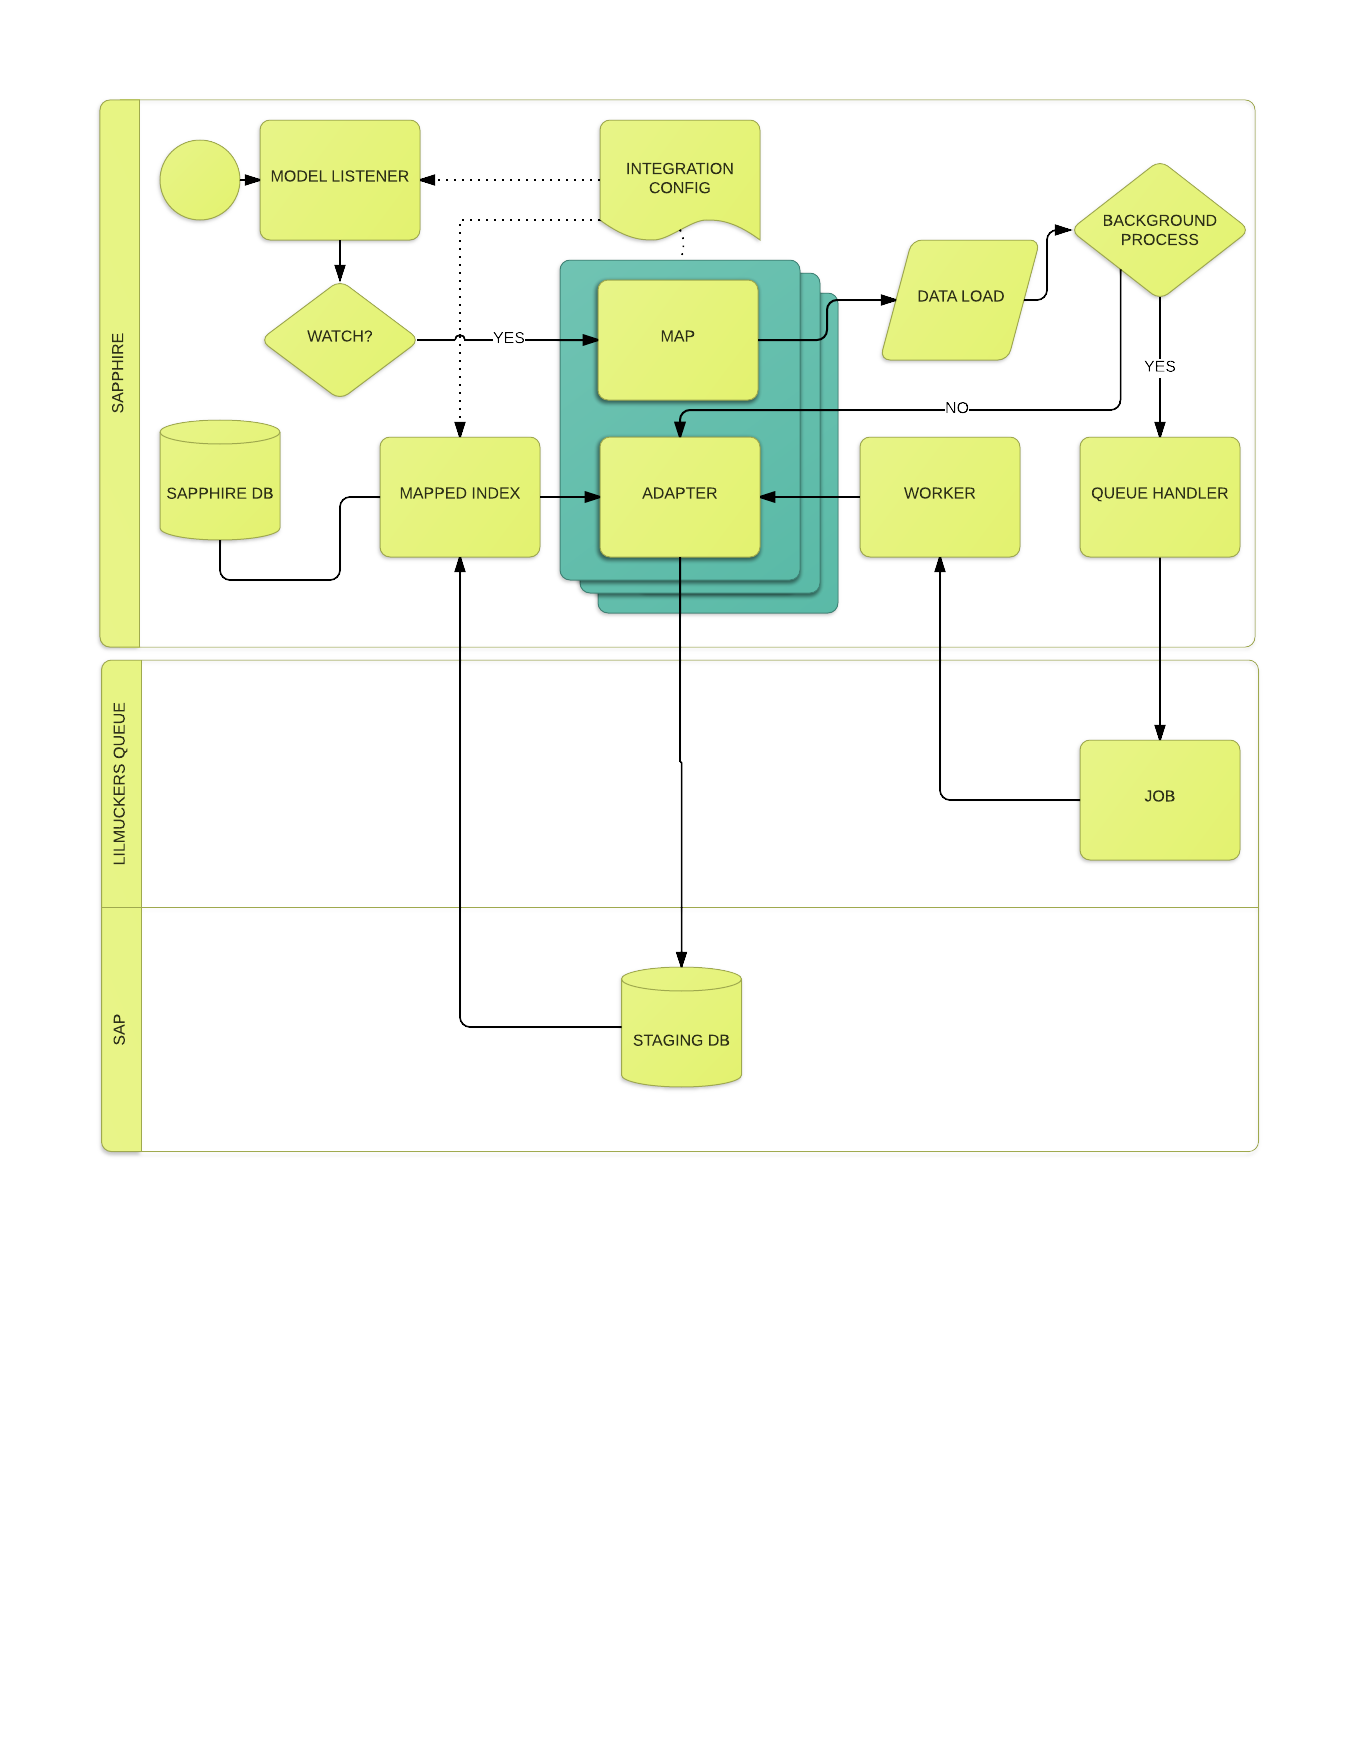 SAPPHIRE
MODEL LISTENER
INTEGRATION
CONFIG
BACKGROUND
PROCESS
DATA LOAD
WATCH?
YES
MAP
YES
NO
SAPPHIRE DB
MAPPED INDEX
ADAPTER
WORKER
QUEUE HANDLER
LILMUCKERS QUEUE
JOB
SAP
STAGING DB